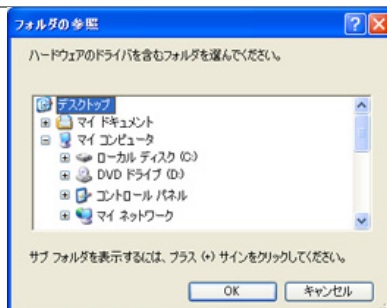 フォルダの参照
ハードウェアのドライバを含むフォルダを選んでください。
デスクトップ
マイ ドキュメント
マイ コンピュータ
ローカル ディスク (C:)
DVD ドライブ (D:)
コントロール パネル
マイ ネットワーク
サブ フォルダを表示するには、プラス (+) サインをクリックしてください。
OK キャンセル